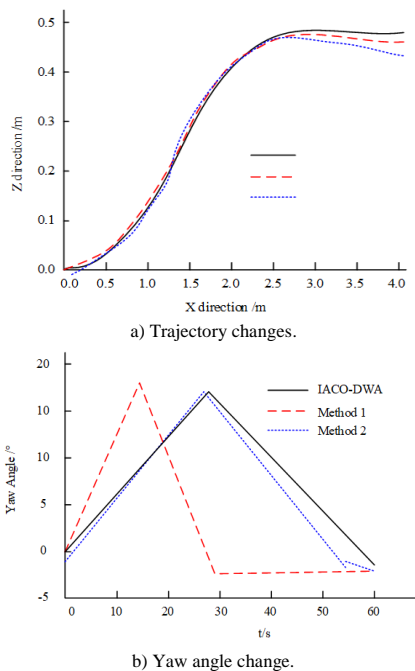 0.5
0.4
0.3
0.2
0.1
0.0
Z direction /m
0.0 0.5 1.0 1.5 2.0 2.5 3.0 3.5 4.0
X direction /m
a) Trajectory changes.
20
10
10
5
0
-5
Yaw Angle /°
IACO-DWA
Method 1
Method 2
0 10 20 30 40 50 60
t/s
b) Yaw angle change.